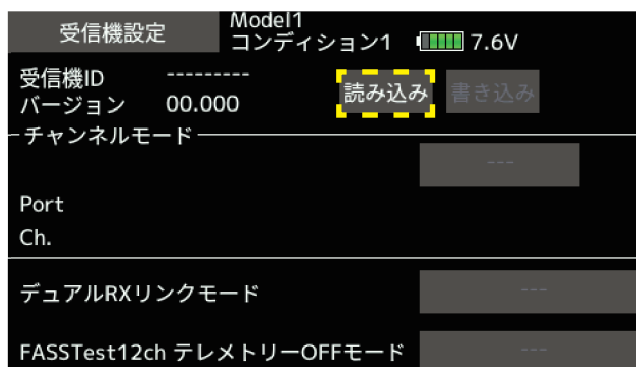 受信機設定 Model1
コンディション1 7.6V
受信機ID ---------
バージョン 00.000
読み込み 書き込み
チャンネルモード
---
Port
Ch.
デュアルRXリンクモード ---
FASSTest12ch テレメトリーOFFモード ---